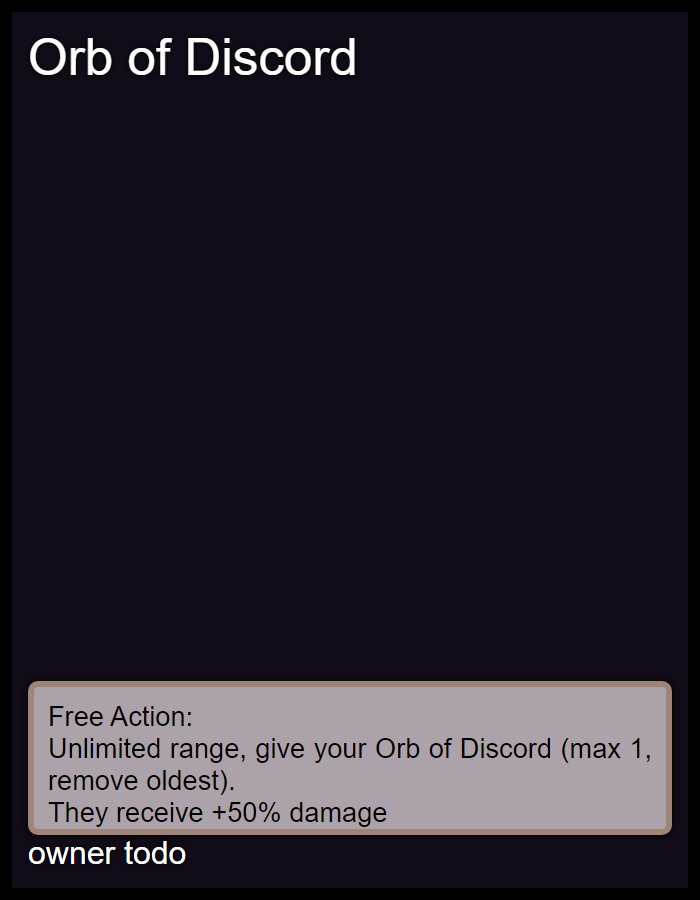 Orb of Discord
Free Action:
Unlimited range, give your Orb of Discord (max 1,
remove oldest).
They receive +50% damage
owner todo